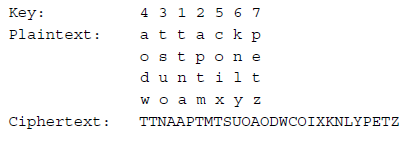 Key: 4 3 1 2 5 6 7
Plaintext: a t t a c k p
o s t p o n e
d u n t i l t
w o a m x y z
Ciphertext: TTNAAPTMTSUOAODWCOIXKNLYPETZ